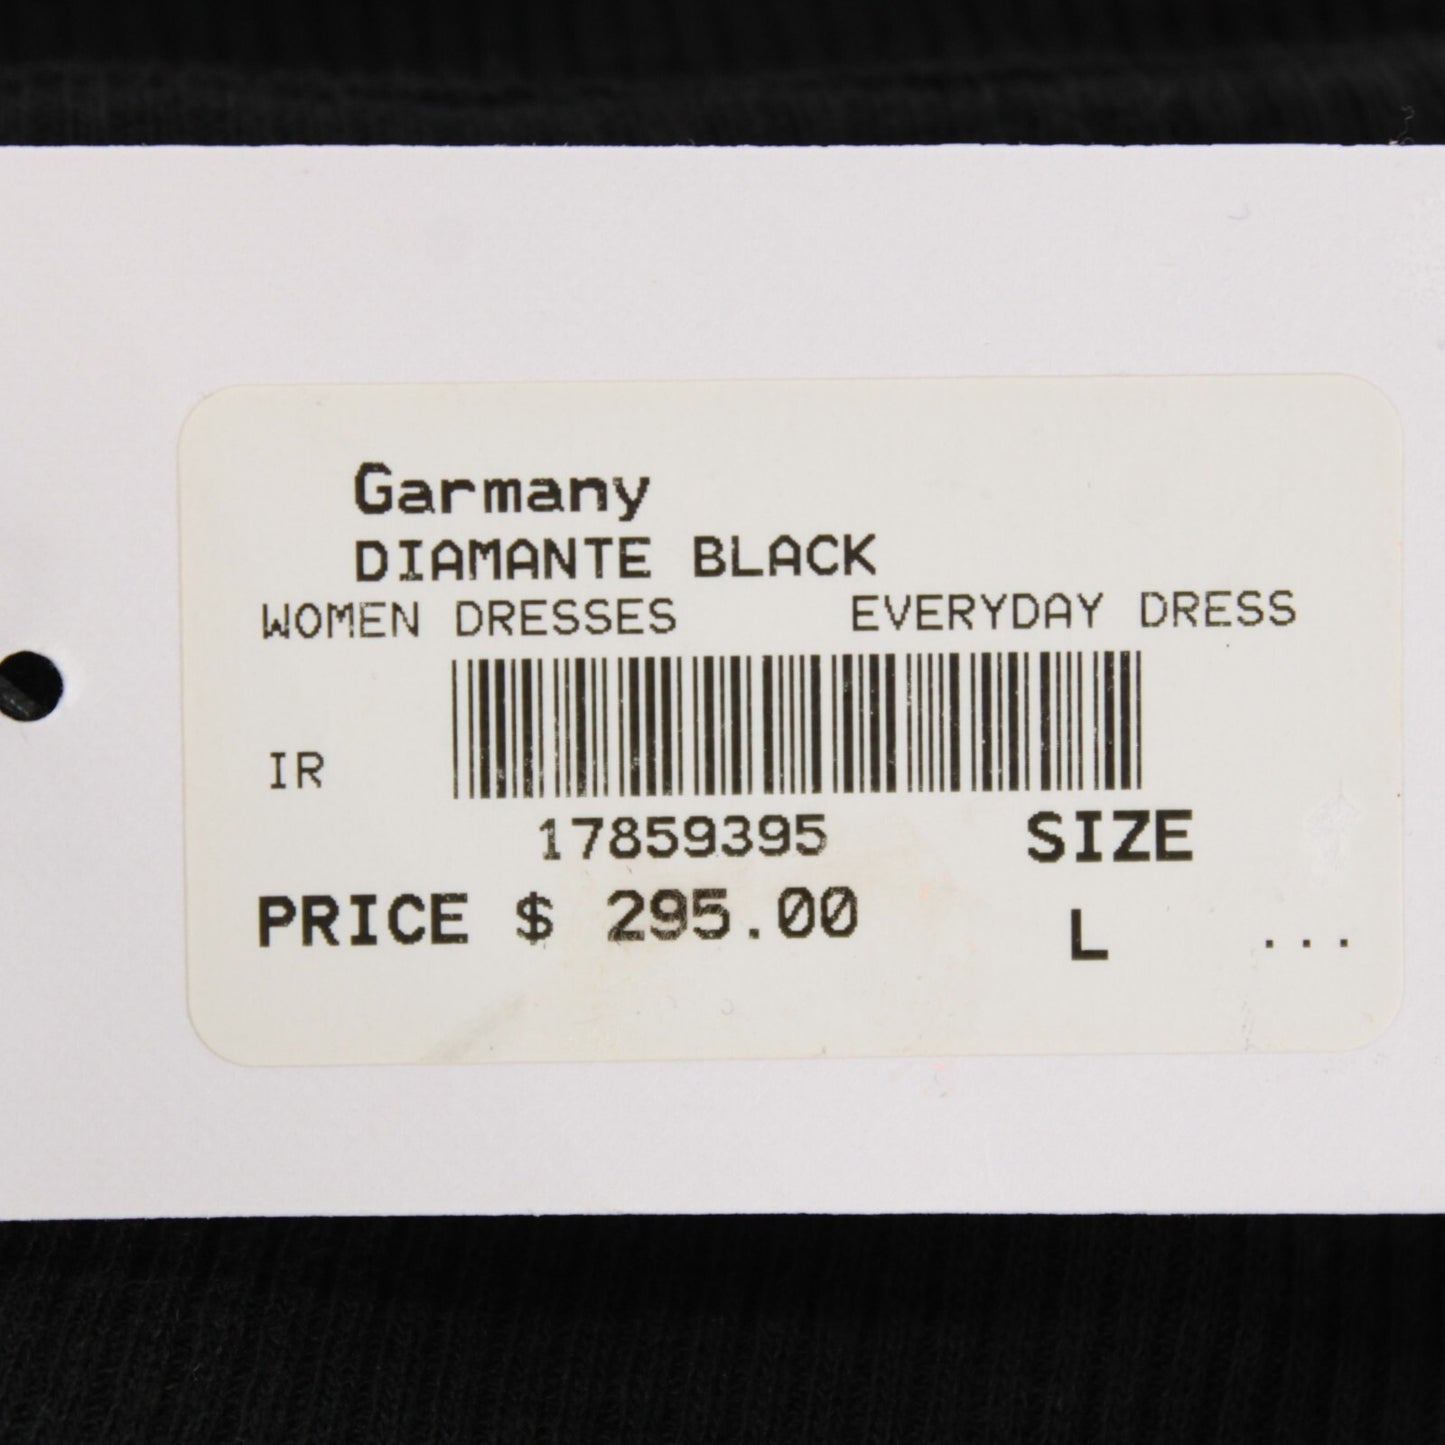 Garmany
DIAMANTE BLACK
WOMEN DRESSES EVERYDAY DRESS
IR
17859395 SIZE
PRICE $ 295.00 L ...